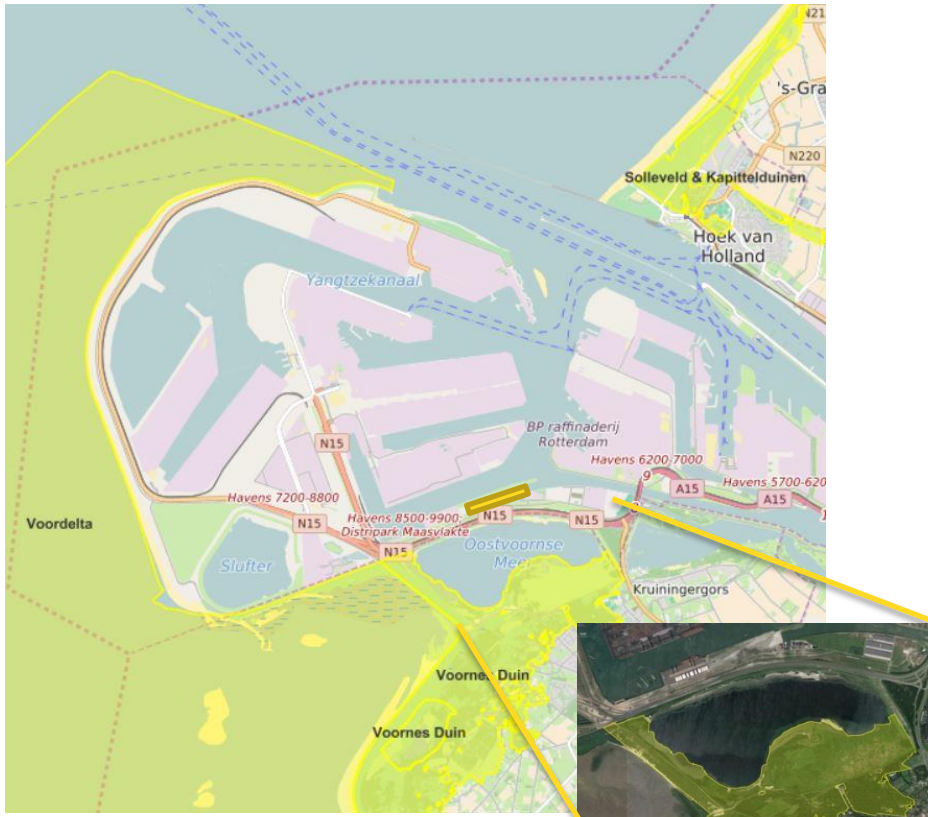 N21
's-Gra
N220
Solleveld & Kapittelduinen
Hoek van
Holland
Yangtzekanaal
BP raffinaderij
Rotterdam
N15
Havens 6200-7000
9
A15
Havens 5700-620
A15
Havens 7200-8800
N15
Havens 8500-9900;
Distripark Maasvlakte
N15
N15
N15
Voordelta
Slufter
Oostvoornse
Kruiningergors
Voornes Duin
Voornes Duin